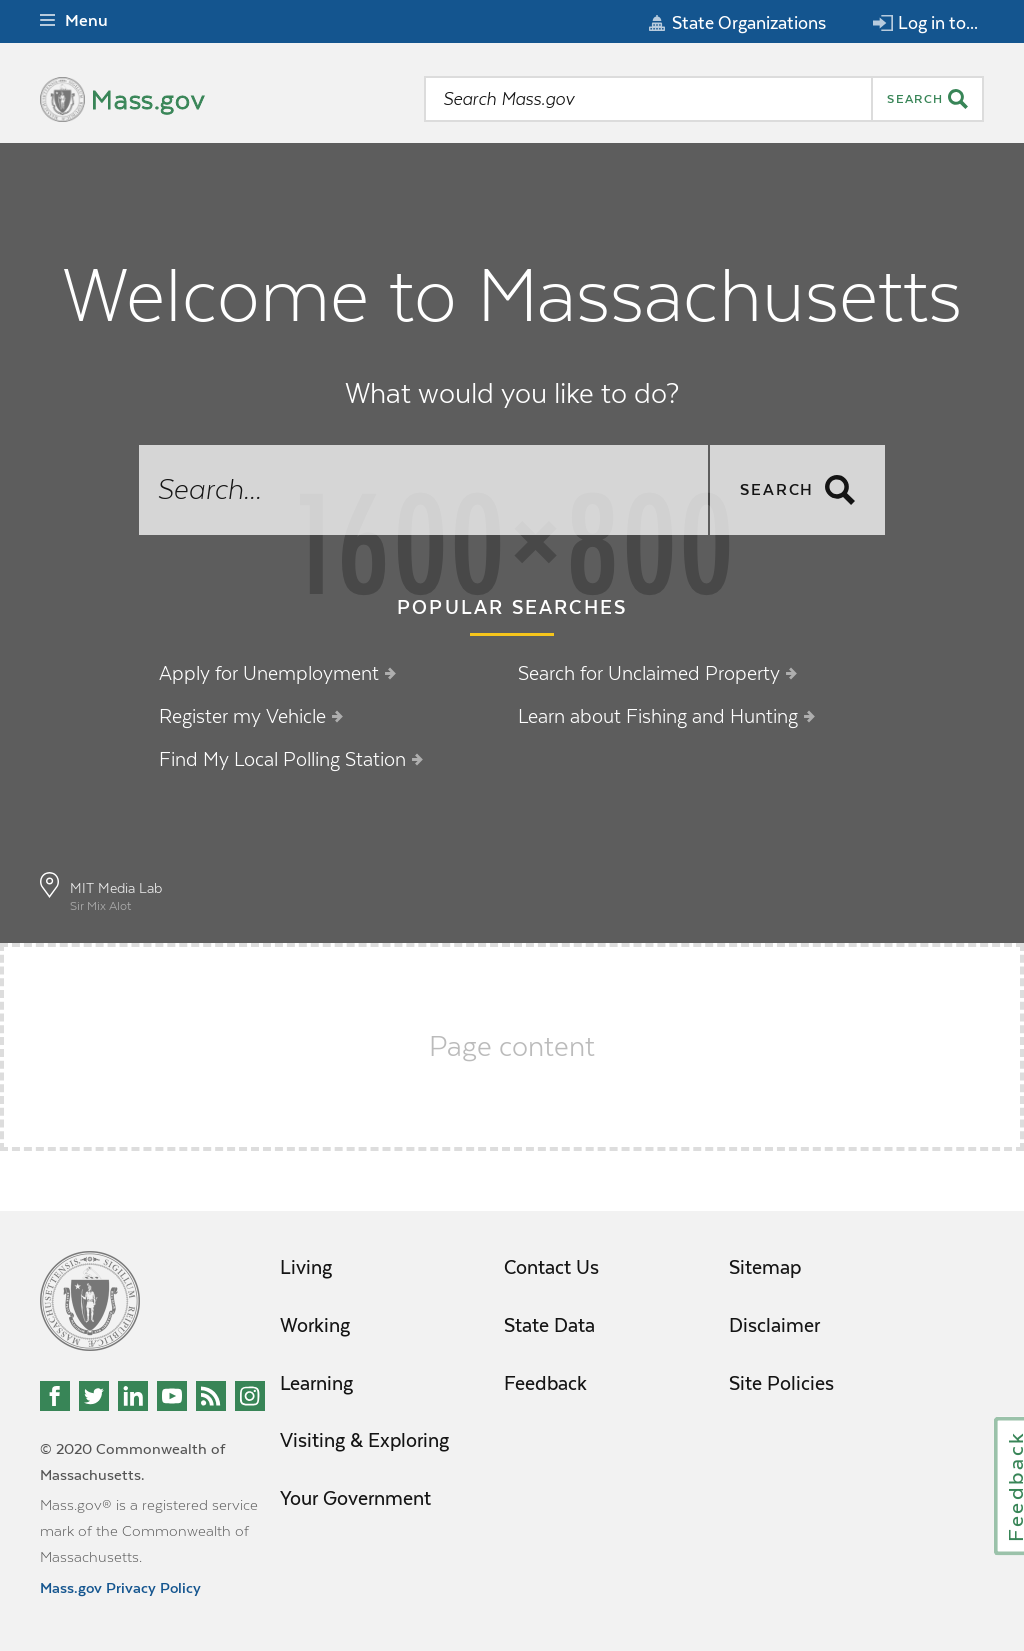 Menu
State Organizations
Log in to...
Mass.gov
Search Mass.gov
SEARCH
Welcome to Massachusetts
What would you like to do?
Search...
SEARCH
1600×800
POPULAR SEARCHES
Apply for Unemployment
Search for Unclaimed Property
Register my Vehicle
Learn about Fishing and Hunting
Find My Local Polling Station
MIT Media Lab
Sir Mix Alot
Page content
Living
Working
Learning
Visiting & Exploring
Your Government
Contact Us
State Data
Feedback
Sitemap
Disclaimer
Site Policies
© 2020 Commonwealth of
Massachusetts.
Mass.gov® is a registered service
mark of the Commonwealth of
Massachusetts.
Mass.gov Privacy Policy
Feedback